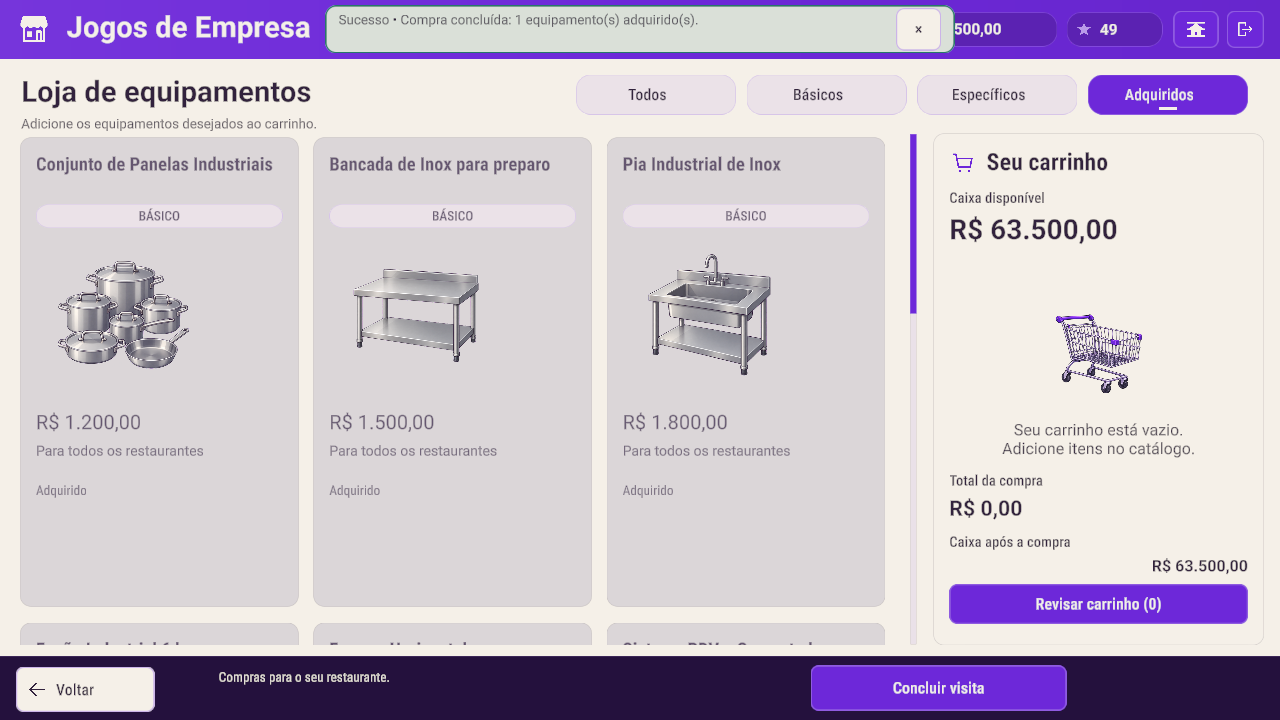 Jogos de Empresa
Sucesso • Compra concluída: 1 equipamento(s) adquirido(s).
×
500,00
49
Loja de equipamentos
Adicione os equipamentos desejados ao carrinho.
Todos
Básicos
Específicos
Adquiridos
Conjunto de Panelas Industriais
BÁSICO
R$ 1.200,00
Para todos os restaurantes
Adquirido
Bancada de Inox para preparo
BÁSICO
R$ 1.500,00
Para todos os restaurantes
Adquirido
Pia Industrial de Inox
BÁSICO
R$ 1.800,00
Para todos os restaurantes
Adquirido
Seu carrinho
Caixa disponível
R$ 63.500,00
Seu carrinho está vazio.
Adicione itens no catálogo.
Total da compra
R$ 0,00
Caixa após a compra
R$ 63.500,00
Revisar carrinho (0)
Voltar
Compras para o seu restaurante.
Concluir visita